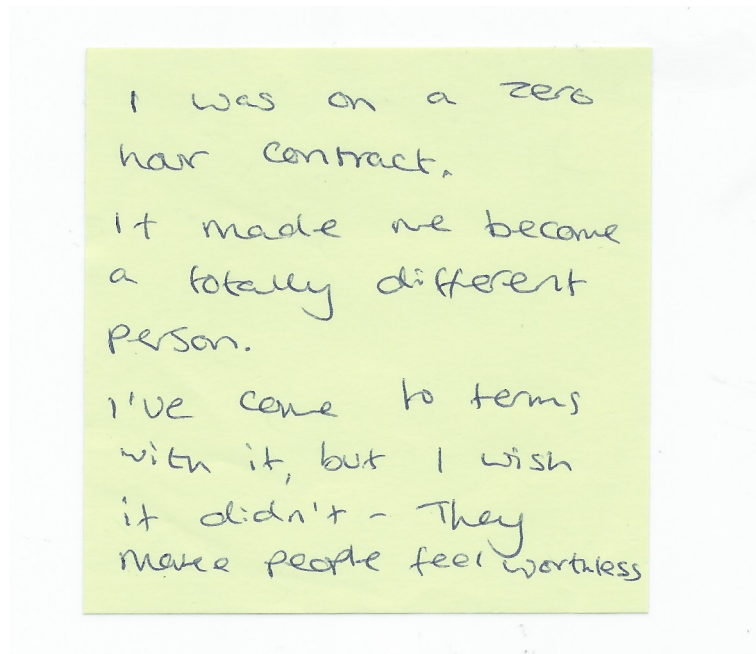 I was on a zero
hour contract.
It made me become
a totally different
person.
I've come to terms
with it, but I wish
it didn't - They
make people feel worthless